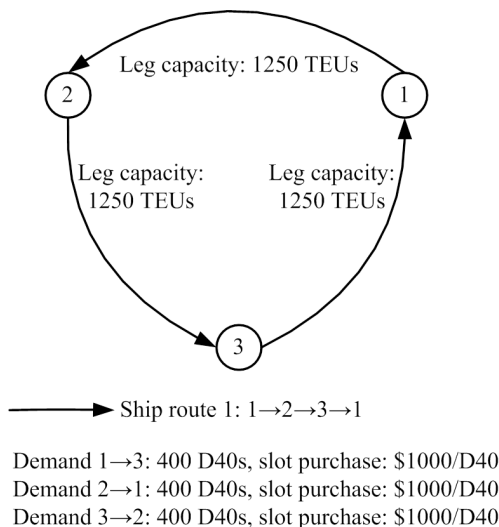 Leg capacity: 1250 TEUs
2
1
Leg capacity:
1250 TEUs
Leg capacity:
1250 TEUs
3
Ship route 1: 1→2→3→1
Demand 1→3: 400 D40s, slot purchase: $1000/D40
Demand 2→1: 400 D40s, slot purchase: $1000/D40
Demand 3→2: 400 D40s, slot purchase: $1000/D40